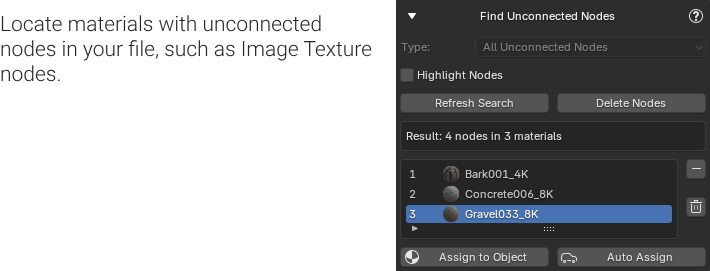 Locate materials with unconnected
nodes in your file, such as Image Texture
nodes.
Find Unconnected Nodes
Type: All Unconnected Nodes
Highlight Nodes
Refresh Search Delete Nodes
Result: 4 nodes in 3 materials
1 Bark001_4K
2 Concrete006_8K
3 Gravel033_8K
Assign to Object Auto Assign